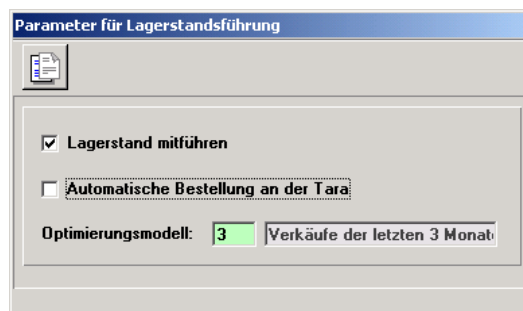 Parameter für Lagerstandsführung
Lagerstand mitführen
Automatische Bestellung an der Tara
Optimierungsmodell: 3 Verkäufe der letzten 3 Monat